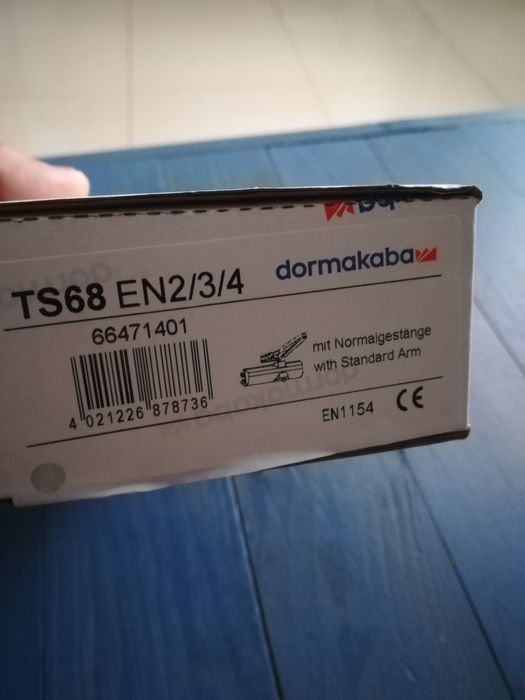 TS68 EN2/3/4
dormakaba
66471401
4 021226 878736
mit Normalgestänge
with Standard Arm
EN1154 CE